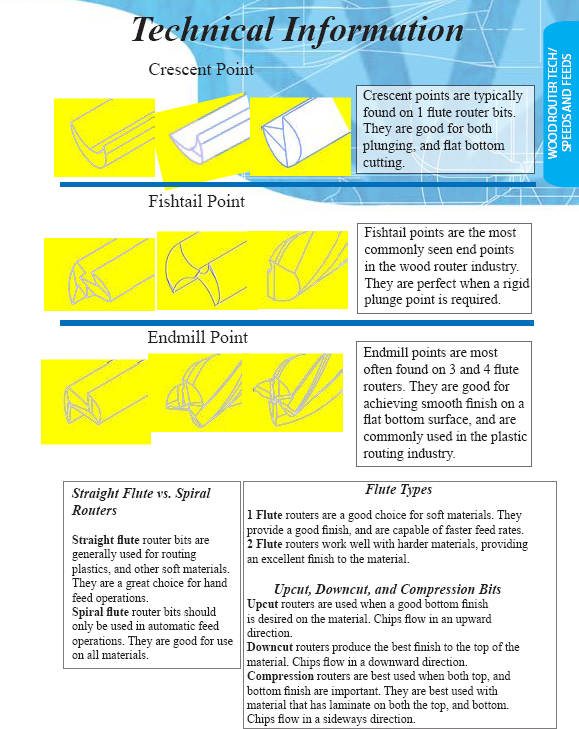 Technical Information
WOOD ROUTER TECH/
SPEEDS AND FEEDS
Crescent Point
Crescent points are typically
found on 1 flute router bits.
They are good for both
plunging, and flat bottom
cutting.
Fishtail Point
Fishtail points are the most
commonly seen end points
in the wood router industry.
They are perfect when a rigid
plunge point is required.
Endmill Point
Endmill points are most
often found on 3 and 4 flute
routers. They are good for
achieving smooth finish on a
flat bottom surface, and are
commonly used in the plastic
routing industry.
Straight Flute vs. Spiral
Routers
Straight flute router bits are
generally used for routing
plastics, and other soft materials.
They are a great choice for hand
feed operations.
Spiral flute router bits should
only be used in automatic feed
operations. They are good for use
on all materials.
Flute Types
1 Flute routers are a good choice for soft materials. They
provide a good finish, and are capable of faster feed rates.
2 Flute routers work well with harder materials, providing
an excellent finish to the material.
Upcut, Downcut, and Compression Bits
Upcut routers are used when a good bottom finish
is desired on the material. Chips flow in an upward
direction.
Downcut routers produce the best finish to the top of the
material. Chips flow in a downward direction.
Compression routers are best used when both top, and
bottom finish are important. They are best used with
material that has laminate on both the top, and bottom.
Chips flow in a sideways direction.